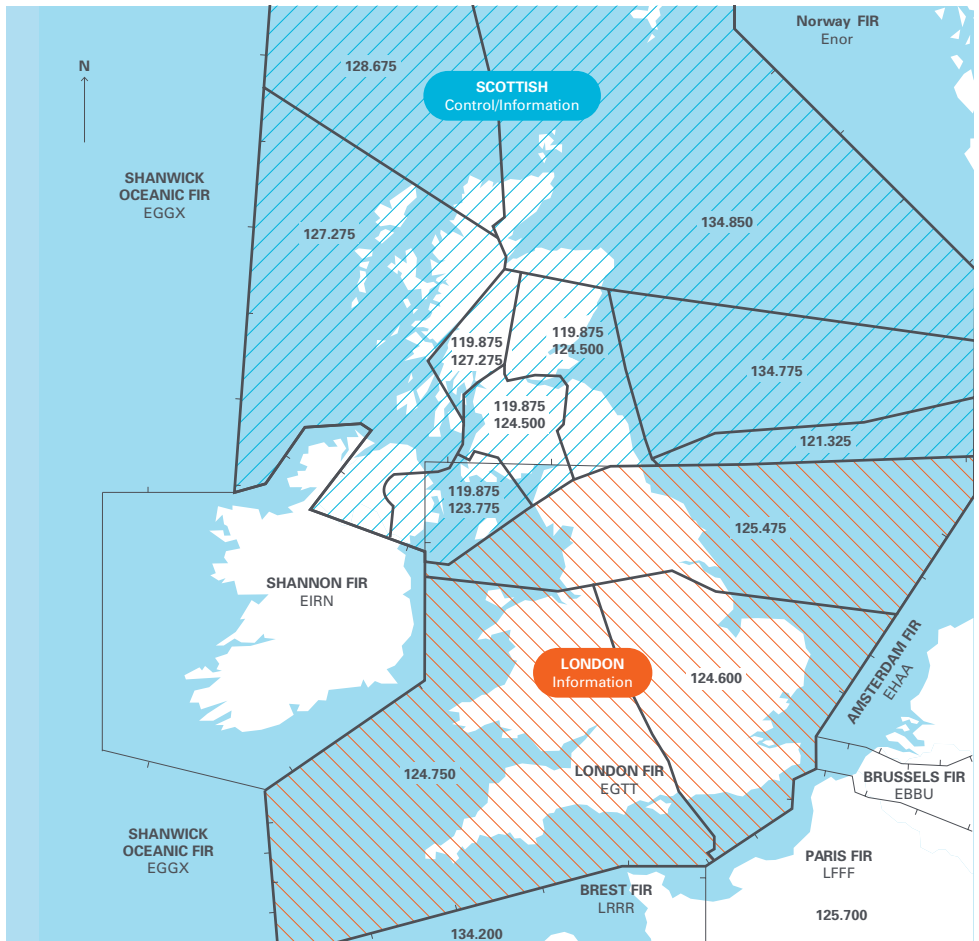 Norway FIR
Enor
128.675
N
SCOTTISH
Control/Information
SHANWICK
OCEANIC FIR
EGGX
127.275
134.850
119.875
127.275
119.875
124.500
134.775
119.875
124.500
121.325
119.875
123.775
125.475
SHANNON FIR
EIRN
LONDON
Information
124.600
AMSTERDAM FIR
EHAA
124.750
LONDON FIR
EGTT
BRUSSELS FIR
EBBU
SHANWICK
OCEANIC FIR
EGGX
PARIS FIR
LFFF
BREST FIR
LRRR
125.700
134.200